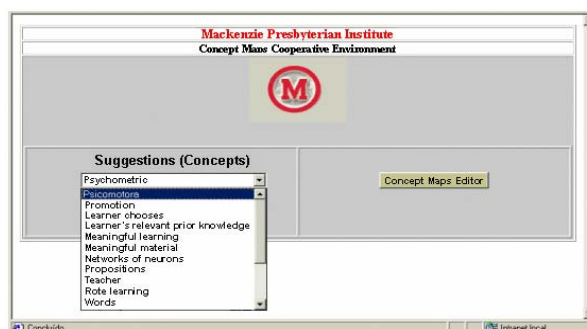 Mackenzie Presbyterian Institute
Concept Maps Cooperative Environment
M
Suggestions (Concepts)
Psychometric
Concept Maps Editor
Psicomotora
Promotion
Learner chooses
Learner's relevant prior knowledge
Meaningful learning
Meaningful material
Networks of neurons
Propositions
Teacher
Rote learning
Words
Concluído
Intranet local